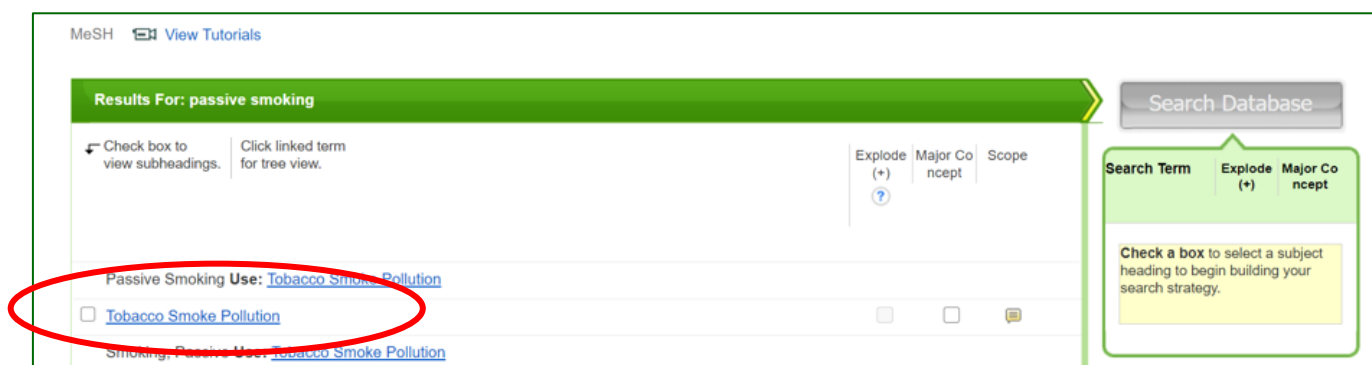 MeSH View Tutorials
Results For: passive smoking
Check box to
view subheadings.
Click linked term
for tree view.
Explode
(+)
?
Major Co
ncept
Scope
Passive Smoking Use: Tobacco Smoke Pollution
Tobacco Smoke Pollution
Smoking, Passive Use: Tobacco Smoke Pollution
Search Database
Search Term
Explode
(+)
Major Co
ncept
Check a box to select a subject
heading to begin building your
search strategy.